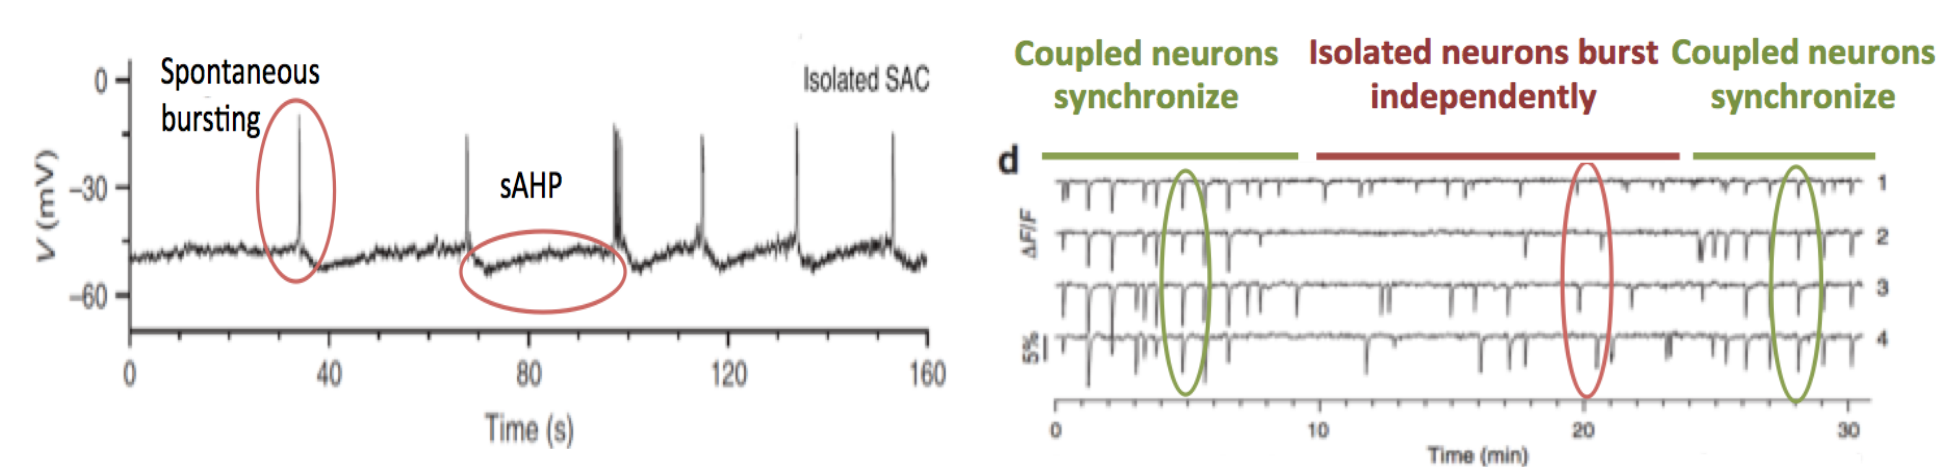 Spontaneous
bursting
Isolated SAC
sAHP
V (mV)
0
−30
−60
0 40 80 120 160
Time (s)
Coupled neurons
synchronize
Isolated neurons burst
independently
Coupled neurons
synchronize
d
1
2
3
4
ΔF/F
5%
0 10 20 30
Time (min)